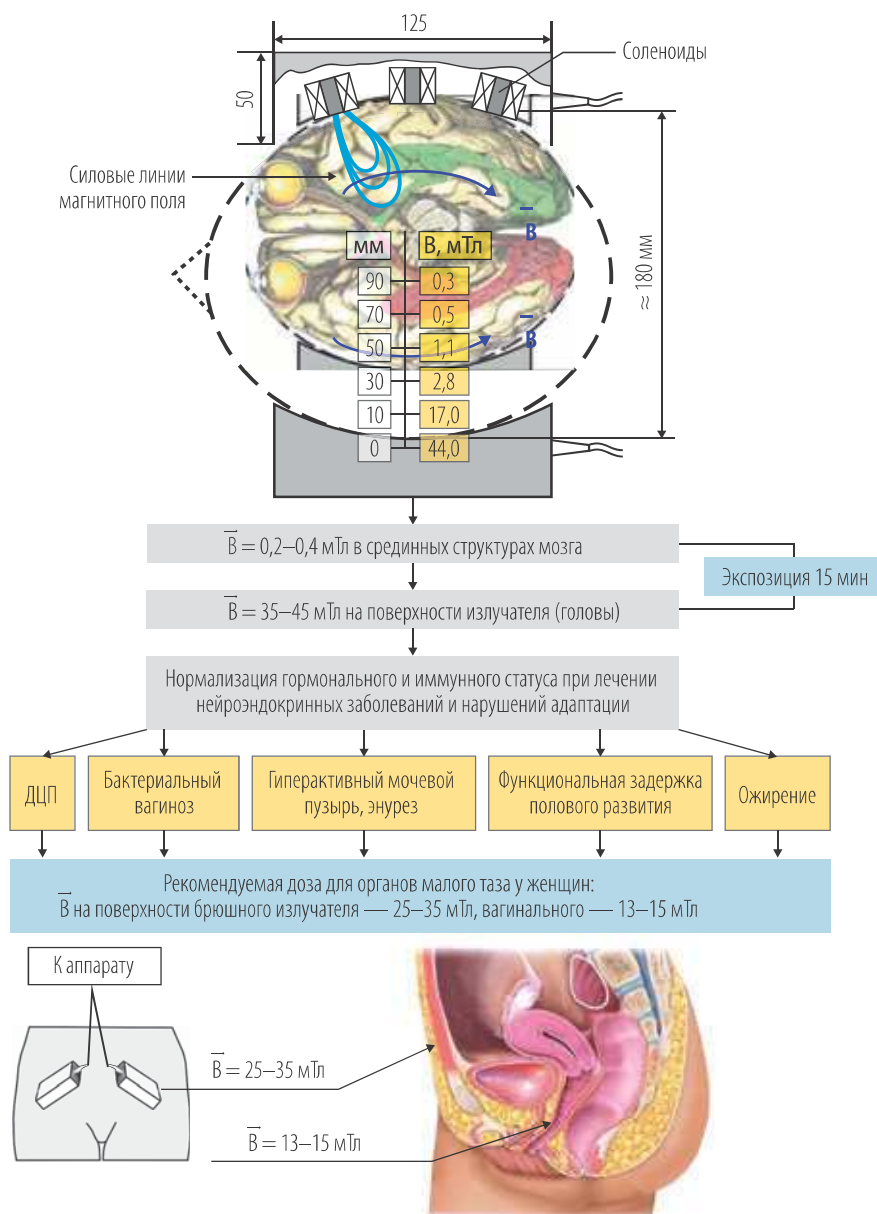 125
Соленоиды
50
Силовые линии
магнитного поля
B
≈ 180 мм
мм B, мТл
90 0,3
70 0,5
B
50 1,1
30 2,8
10 17,0
0 44,0
B = 0,2–0,4 мТл в срединных структурах мозга
Экспозиция 15 мин
B = 35–45 мТл на поверхности излучателя (головы)
Нормализация гормонального и иммунного статуса при лечении
нейроэндокринных заболеваний и нарушений адаптации
ДЦП
Бактериальный
вагиноз
Гиперактивный мочевой
пузырь, энурез
Функциональная задержка
полового развития
Ожирение
Рекомендуемая доза для органов малого таза у женщин:
B на поверхности брюшного излучателя — 25–35 мТл, вагинального — 13–15 мТл
К аппарату
B = 25–35 мТл
B = 13–15 мТл